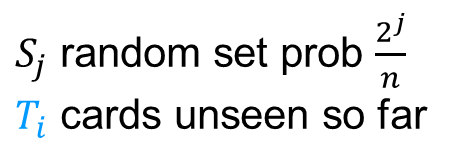 S_j random set prob 2^j/n
T_i cards unseen so far